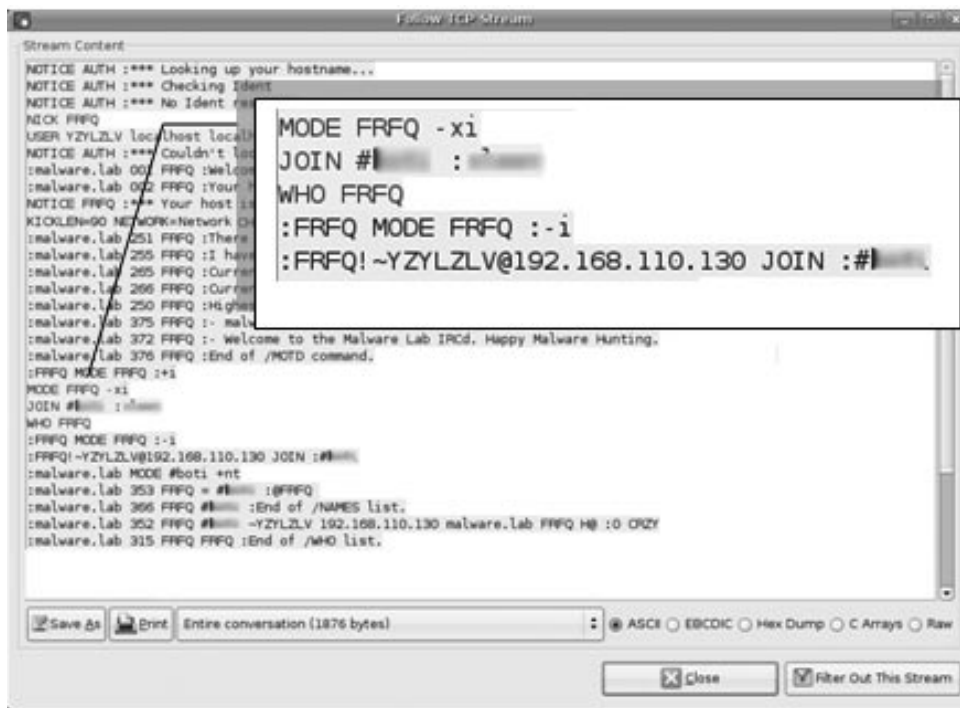 Follow TCP Stream
Stream Content
NOTICE AUTH :*** Looking up your hostname...
NOTICE AUTH :*** Checking Ident
NOTICE AUTH :*** No Ident
NICK FRFQ
USER YZYLZLV localhost
NOTICE AUTH :*** Couldn't
:malware.lab 001 FRFQ
:malware.lab 002 FRFQ :Your
NOTICE FRFQ :*** Your host
KICKLEN=90 NETWORK=Network
:malware.lab 251 FRFQ :There
:malware.lab 255 FRFQ :I
:malware.lab 265 FRFQ
:malware.lab 266 FRFQ
:malware.lab 250 FRFQ
:malware.lab 375 FRFQ :-
:malware.lab 372 FRFQ :- Welcome to the Malware Lab IRCd. Happy Malware Hunting.
:malware.lab 376 FRFQ :End of /MOTD command.
:FRFQ MODE FRFQ :+i
MODE FRFQ -xi
JOIN #
WHO FRFQ
:FRFQ MODE FRFQ :-i
:FRFQ!~YZYLZLV@192.168.110.130 JOIN :#
:malware.lab MODE #boti +nt
:malware.lab 353 FRFQ = # :@FRFQ
:malware.lab 366 FRFQ # :End of /NAMES list.
:malware.lab 352 FRFQ # ~YZYLZLV 192.168.110.130 malware.lab FRFQ H@ :0 CRZY
:malware.lab 315 FRFQ FRFQ :End of /WHO list.
MODE FRFQ -xi
JOIN # :
WHO FRFQ
:FRFQ MODE FRFQ :-i
:FRFQ!~YZYLZLV@192.168.110.130 JOIN :#
Save As Print Entire conversation (1876 bytes) ASCII EBCDIC Hex Dump C Arrays Raw
Close Filter Out This Stream